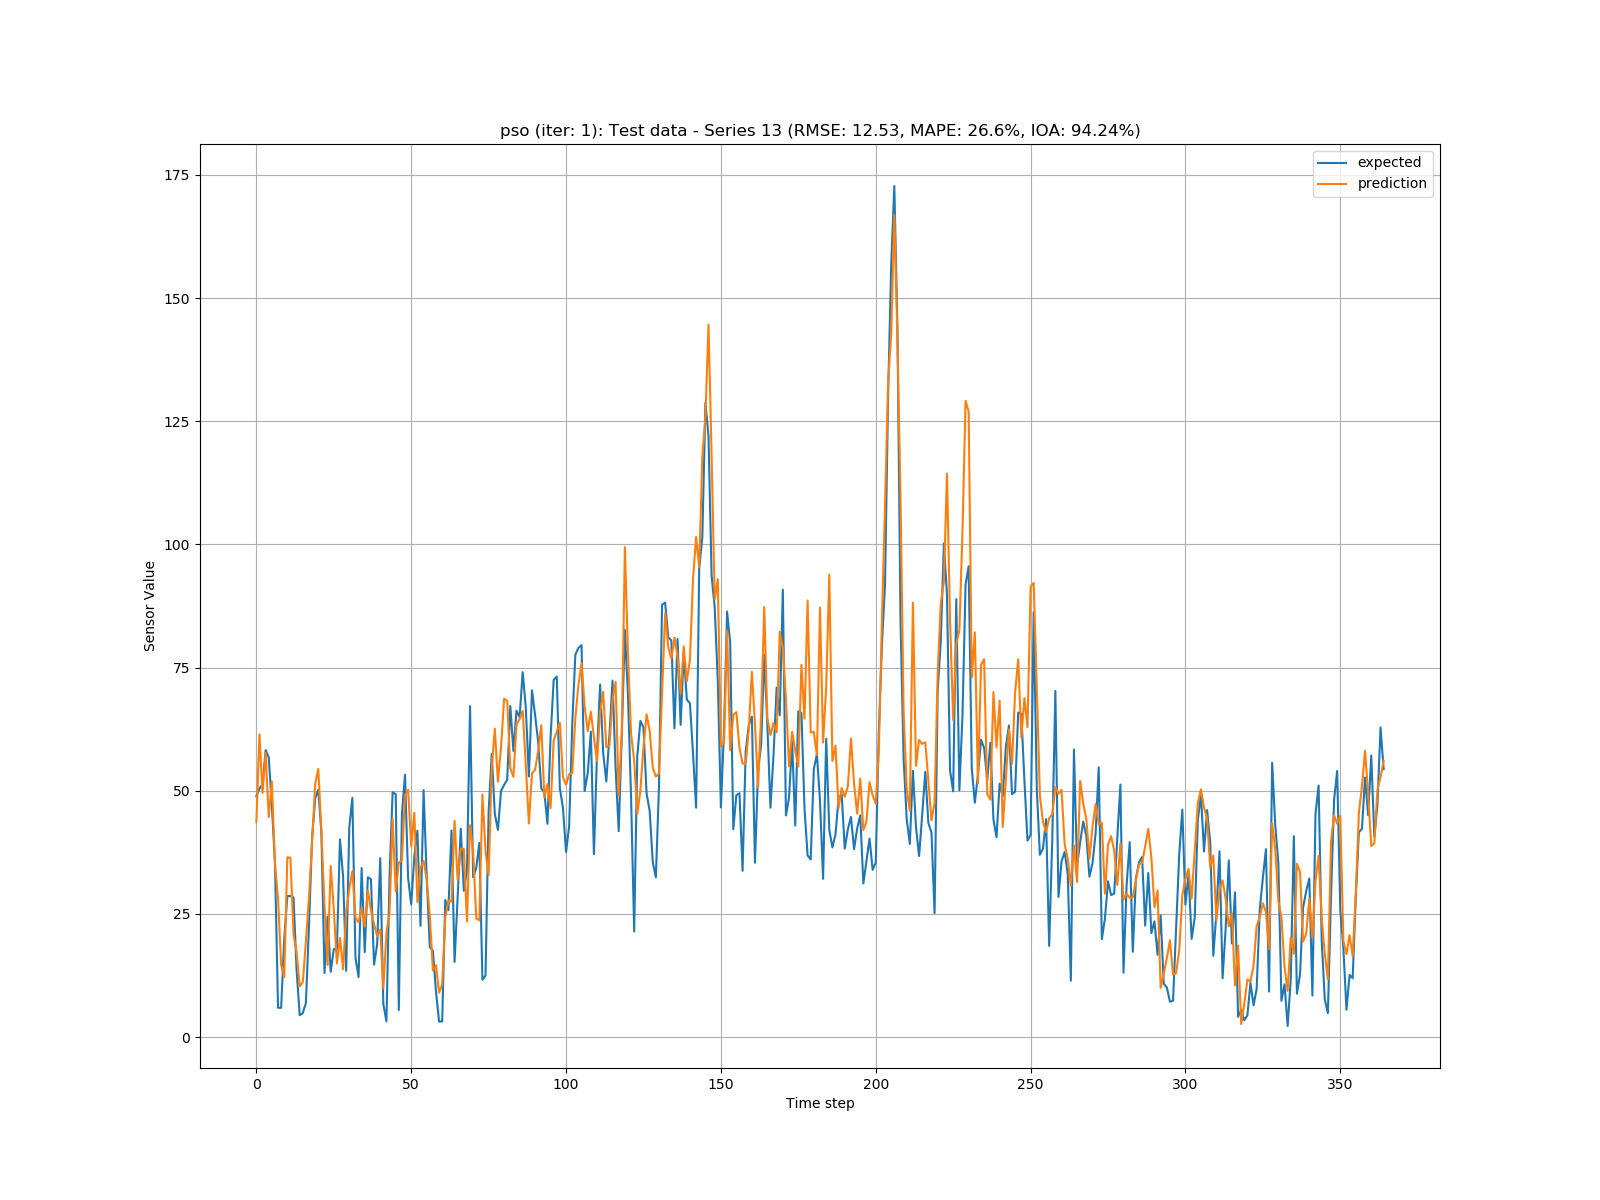 pso (iter: 1): Test data - Series 13 (RMSE: 12.53, MAPE: 26.6%, IOA: 94.24%)
expected
prediction
175
150
125
100
75
50
25
0
Sensor Value
0 50 100 150 200 250 300 350
Time step